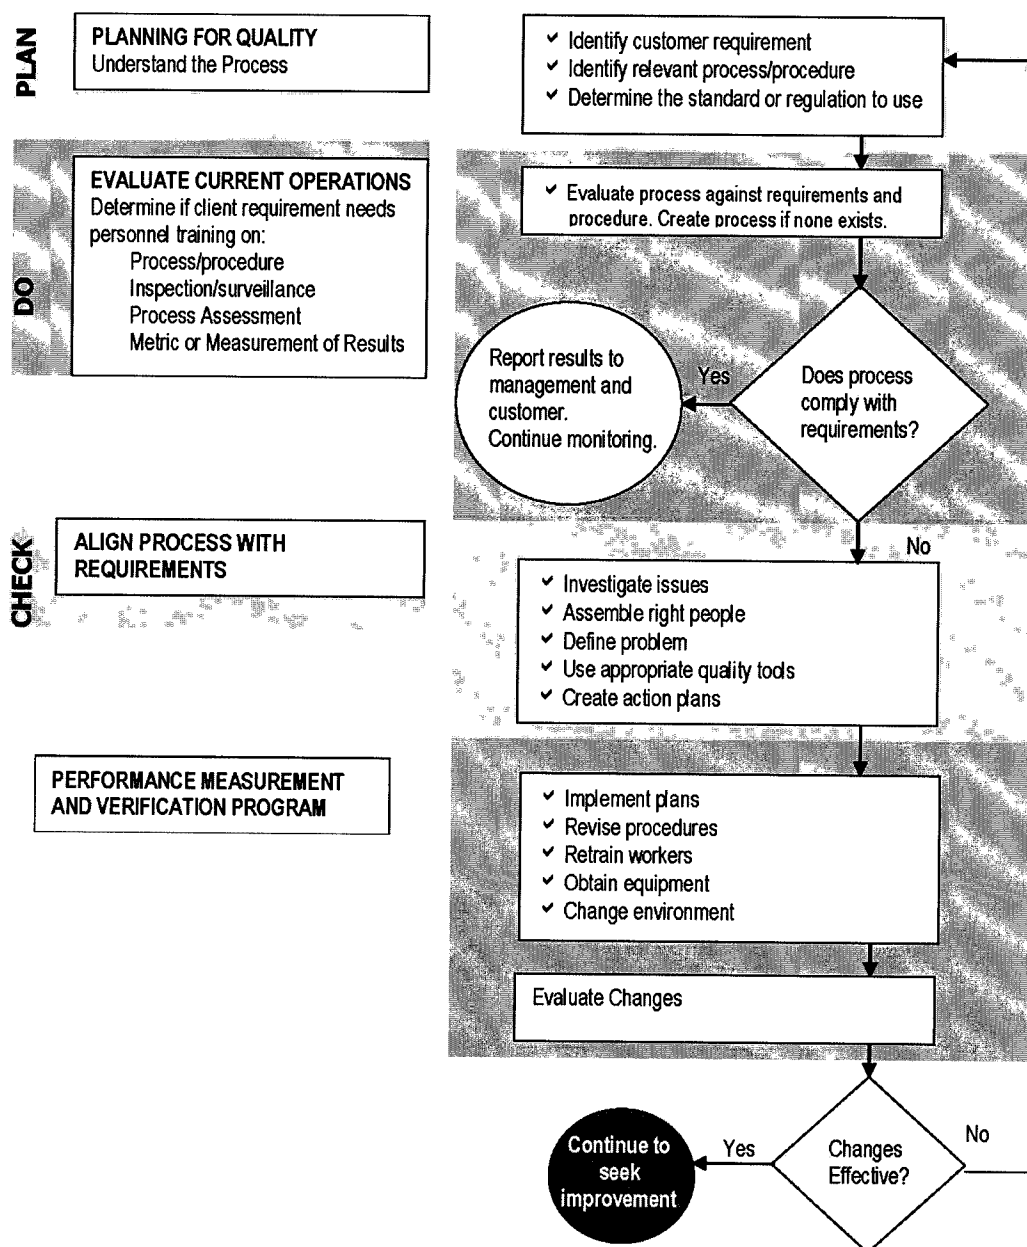 PLAN
PLANNING FOR QUALITY
Understand the Process
✓ Identify customer requirement
✓ Identify relevant process/procedure
✓ Determine the standard or regulation to use
DO
EVALUATE CURRENT OPERATIONS
Determine if client requirement needs
personnel training on:
Process/procedure
Inspection/surveillance
Process Assessment
Metric or Measurement of Results
✓ Evaluate process against requirements and
procedure. Create process if none exists.
Does process
comply with
requirements?
Yes
Report results to
management and
customer.
Continue monitoring.
No
CHECK
ALIGN PROCESS WITH
REQUIREMENTS
✓ Investigate issues
✓ Assemble right people
✓ Define problem
✓ Use appropriate quality tools
✓ Create action plans
PERFORMANCE MEASUREMENT
AND VERIFICATION PROGRAM
✓ Implement plans
✓ Revise procedures
✓ Retrain workers
✓ Obtain equipment
✓ Change environment
Evaluate Changes
Changes
Effective?
Yes
Continue to
seek
improvement
No